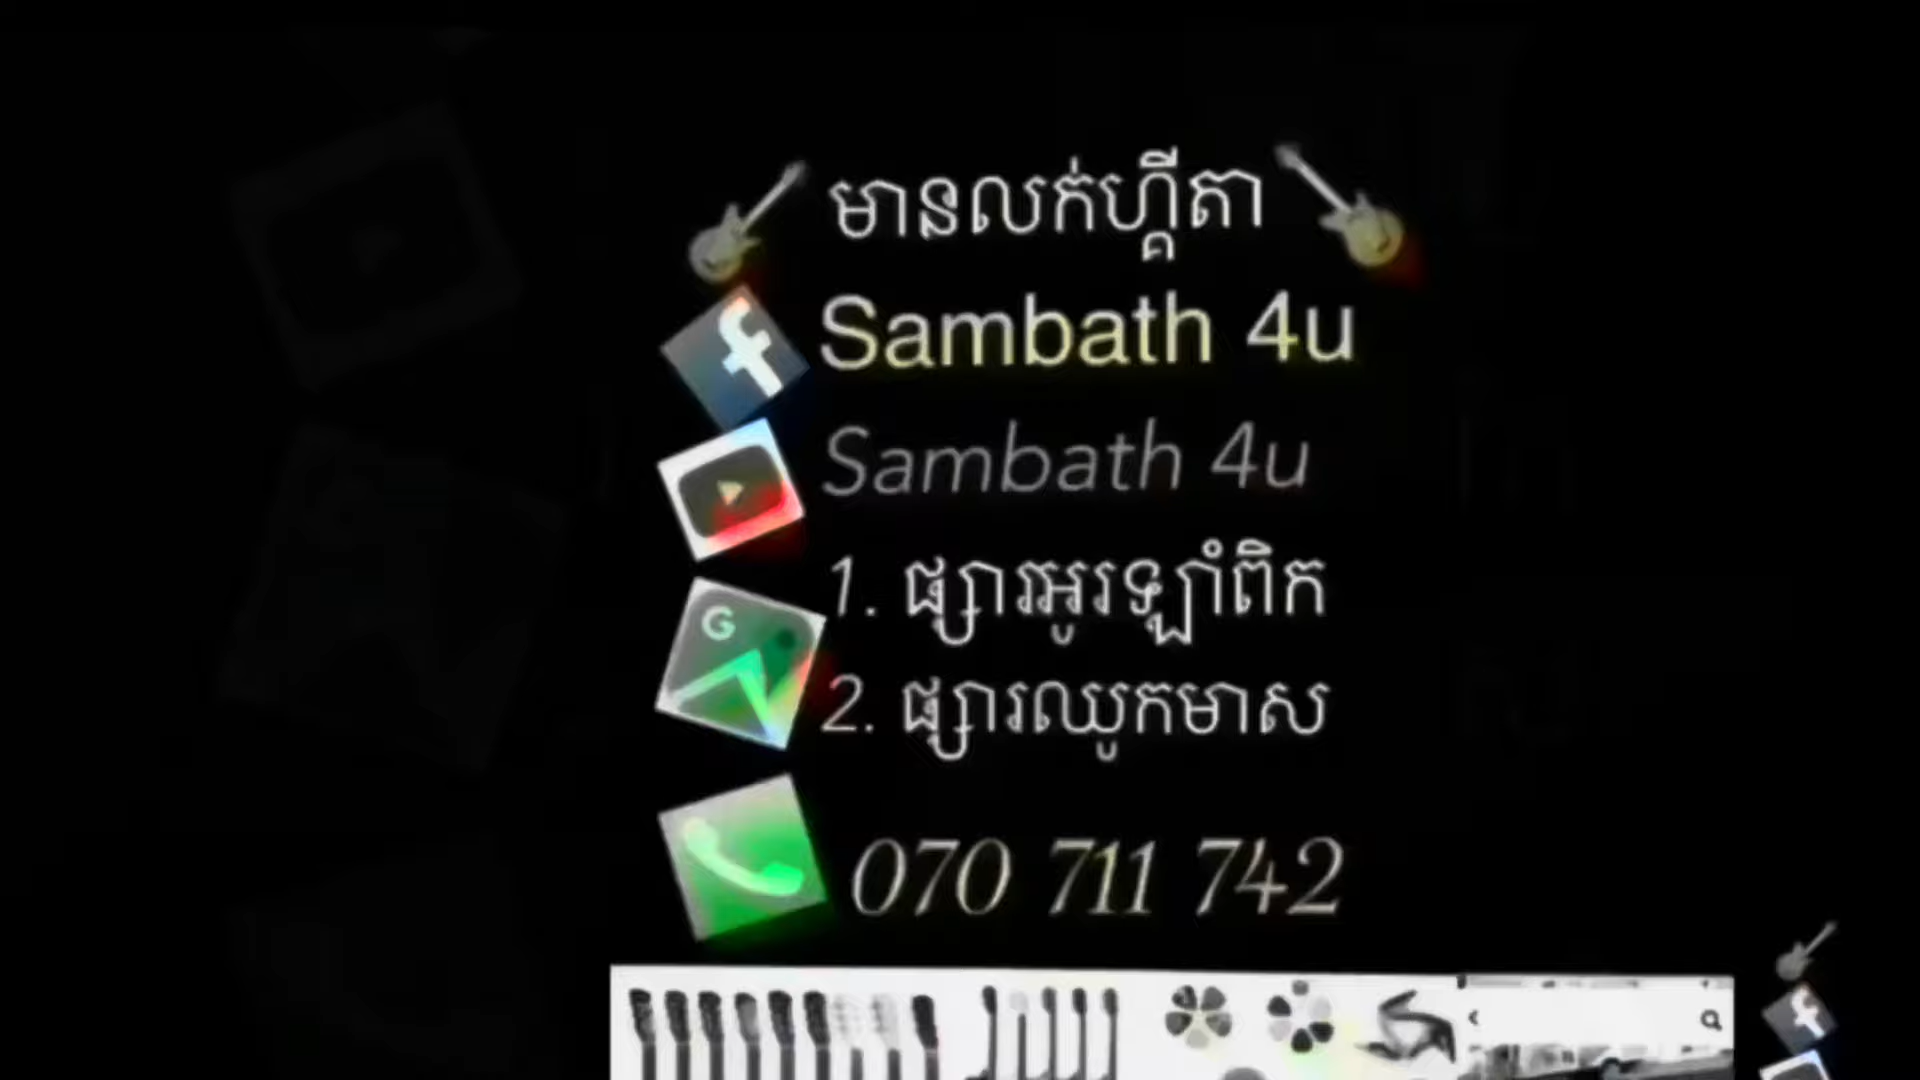 មានលក់ហ្គីតា
Sambath 4u
Sambath 4u
1. ផ្សារអូរឡាំពិក
2. ផ្សារឈូកមាស
070 711 742